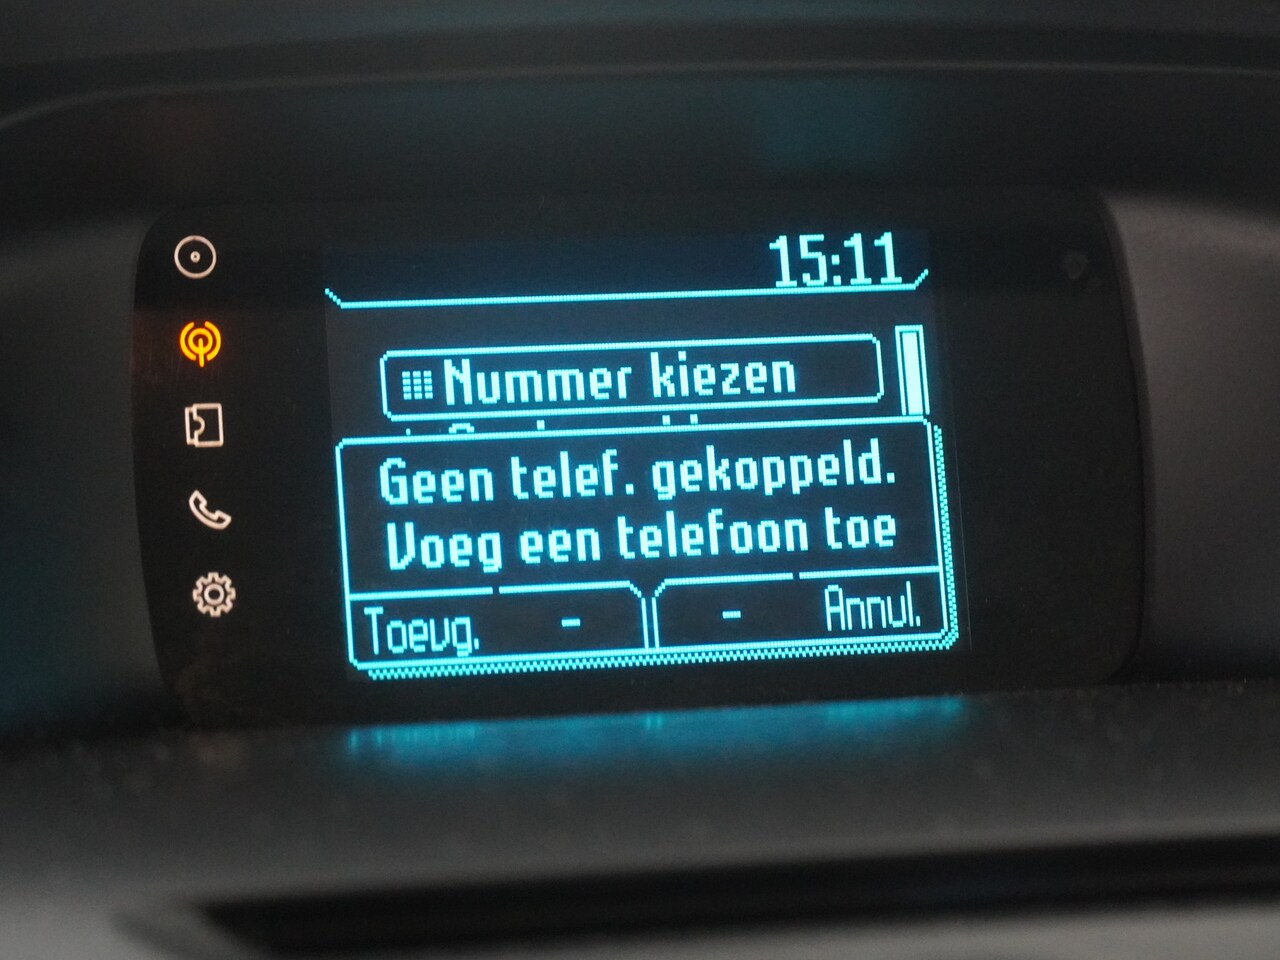 15:11
Nummer kiezen
Geen telef. gekoppeld.
Voeg een telefoon toe
Toevg. - - Annul.